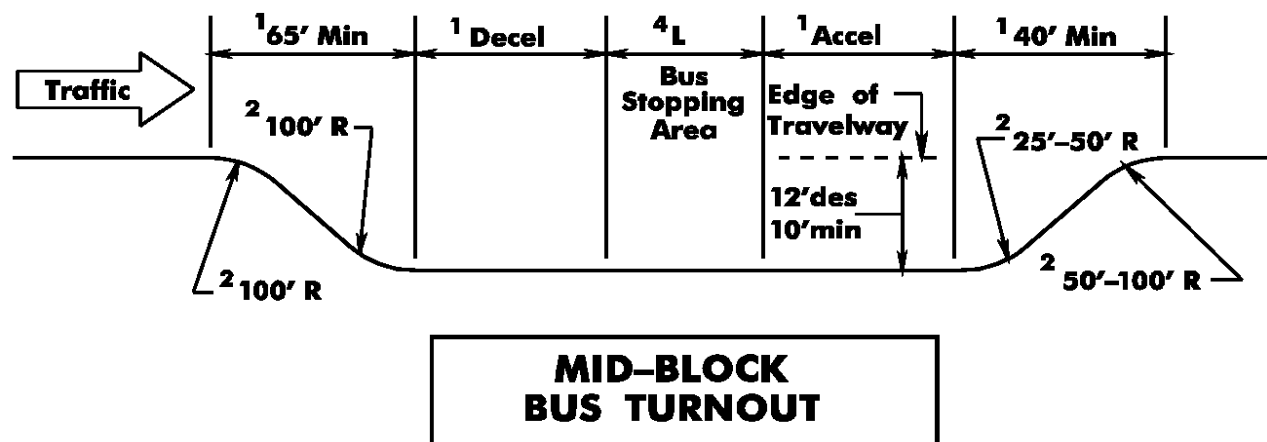 1 65' Min
1 Decel
4 L
1 Accel
1 40' Min
Traffic
2 100' R
Bus
Stopping
Area
Edge of
Travelway
2 25'–50' R
12'des
10'min
2 100' R
2 50'–100' R
MID–BLOCK
BUS TURNOUT